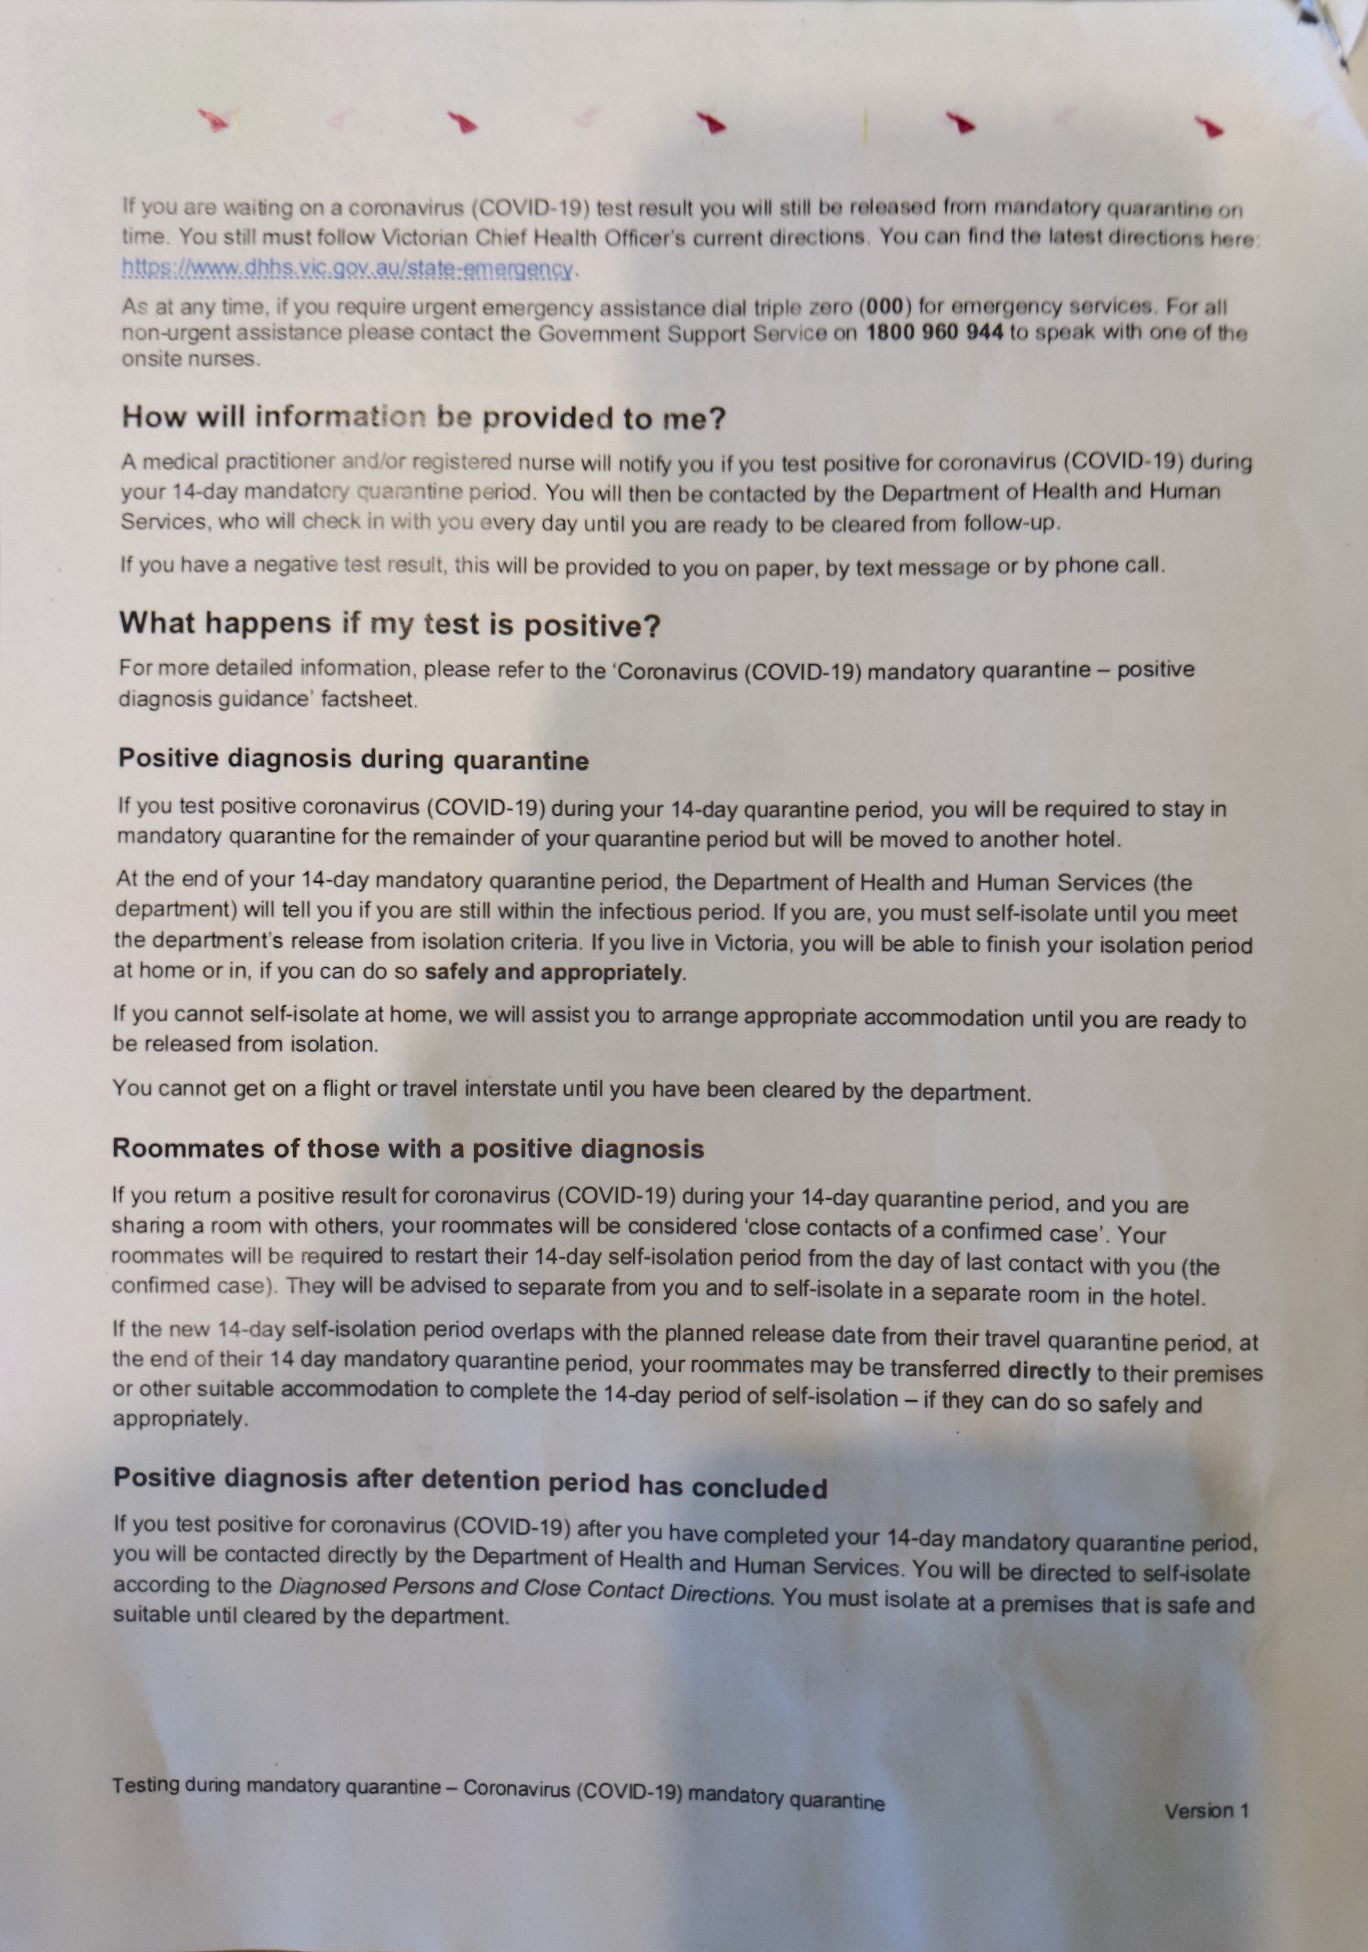 If you are waiting on a coronavirus (COVID-19) test result you will still be released from mandatory quarantine on
time. You still must follow Victorian Chief Health Officer's current directions. You can find the latest directions here:
https://www.dhhs.vic.gov.au/state-emergency.
As at any time, if you require urgent emergency assistance dial triple zero (000) for emergency services. For all
non-urgent assistance please contact the Government Support Service on 1800 960 944 to speak with one of the
onsite nurses.
How will information be provided to me?
A medical practitioner and/or registered nurse will notify you if you test positive for coronavirus (COVID-19) during
your 14-day mandatory quarantine period. You will then be contacted by the Department of Health and Human
Services, who will check in with you every day until you are ready to be cleared from follow-up.
If you have a negative test result, this will be provided to you on paper, by text message or by phone call.
What happens if my test is positive?
For more detailed information, please refer to the 'Coronavirus (COVID-19) mandatory quarantine – positive
diagnosis guidance' factsheet.
Positive diagnosis during quarantine
If you test positive coronavirus (COVID-19) during your 14-day quarantine period, you will be required to stay in
mandatory quarantine for the remainder of your quarantine period but will be moved to another hotel.
At the end of your 14-day mandatory quarantine period, the Department of Health and Human Services (the
department) will tell you if you are still within the infectious period. If you are, you must self-isolate until you meet
the department's release from isolation criteria. If you live in Victoria, you will be able to finish your isolation period
at home or in, if you can do so safely and appropriately.
If you cannot self-isolate at home, we will assist you to arrange appropriate accommodation until you are ready to
be released from isolation.
You cannot get on a flight or travel interstate until you have been cleared by the department.
Roommates of those with a positive diagnosis
If you return a positive result for coronavirus (COVID-19) during your 14-day quarantine period, and you are
sharing a room with others, your roommates will be considered 'close contacts of a confirmed case'. Your
roommates will be required to restart their 14-day self-isolation period from the day of last contact with you (the
confirmed case). They will be advised to separate from you and to self-isolate in a separate room in the hotel.
If the new 14-day self-isolation period overlaps with the planned release date from their travel quarantine period, at
the end of their 14 day mandatory quarantine period, your roommates may be transferred directly to their premises
or other suitable accommodation to complete the 14-day period of self-isolation – if they can do so safely and
appropriately.
Positive diagnosis after detention period has concluded
If you test positive for coronavirus (COVID-19) after you have completed your 14-day mandatory quarantine period,
you will be contacted directly by the Department of Health and Human Services. You will be directed to self-isolate
according to the Diagnosed Persons and Close Contact Directions. You must isolate at a premises that is safe and
suitable until cleared by the department.
Testing during mandatory quarantine – Coronavirus (COVID-19) mandatory quarantine
Version 1